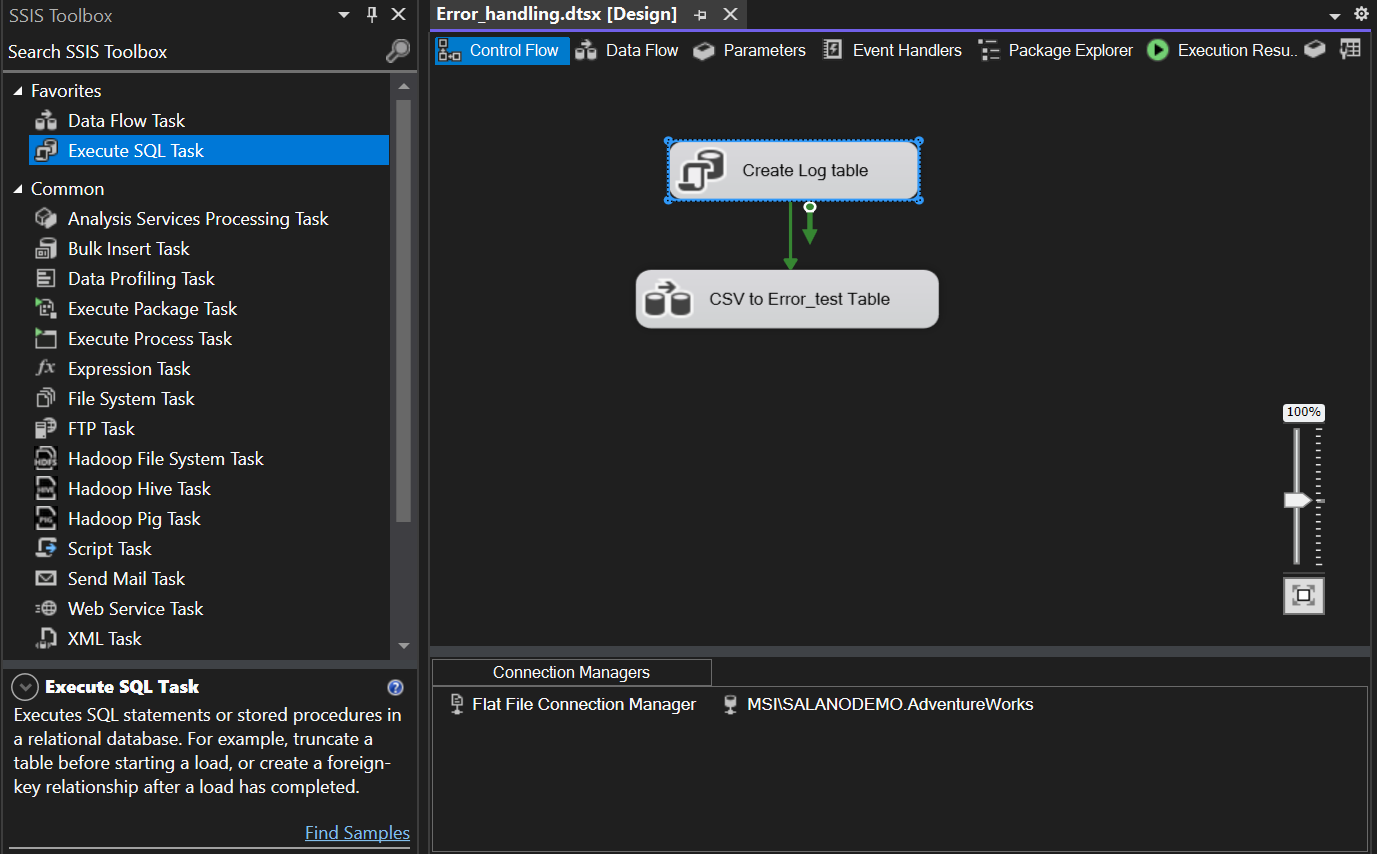 SSIS Toolbox
Search SSIS Toolbox
Favorites
Data Flow Task
Execute SQL Task
Common
Analysis Services Processing Task
Bulk Insert Task
Data Profiling Task
Execute Package Task
Execute Process Task
Expression Task
File System Task
FTP Task
Hadoop File System Task
Hadoop Hive Task
Hadoop Pig Task
Script Task
Send Mail Task
Web Service Task
XML Task
Execute SQL Task
Executes SQL statements or stored procedures in
a relational database. For example, truncate a
table before starting a load, or create a foreign-
key relationship after a load has completed.
Find Samples
Error_handling.dtsx [Design]
Control Flow Data Flow Parameters Event Handlers Package Explorer Execution Resu..
Create Log table
CSV to Error_test Table
100%
Connection Managers
Flat File Connection Manager MSI\SALANODEMO.AdventureWorks